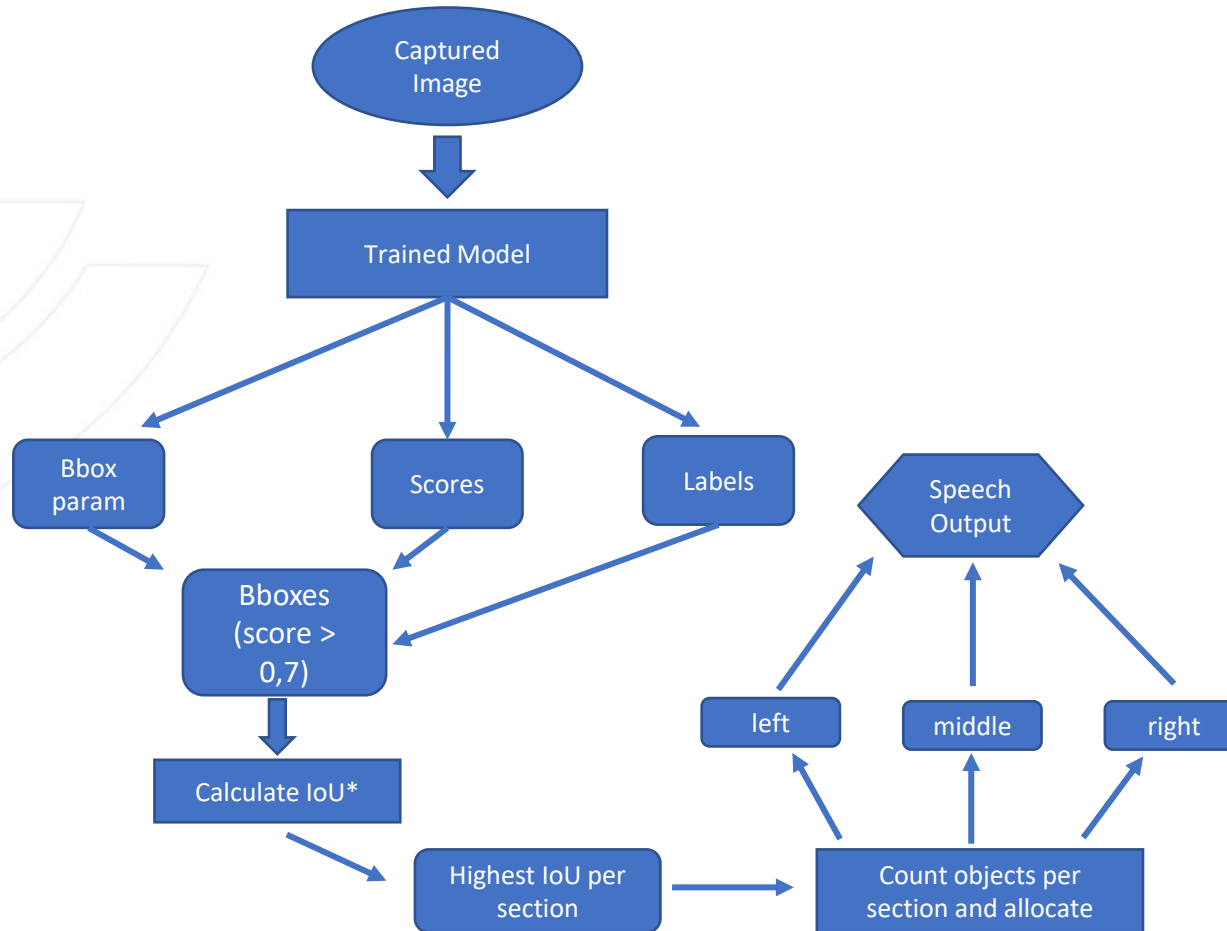 Captured
Image
Trained Model
Bbox
param
Scores
Labels
Bboxes
(score >
0,7)
Calculate IoU*
Highest IoU per
section
Count objects per
section and allocate
left
middle
right
Speech
Output